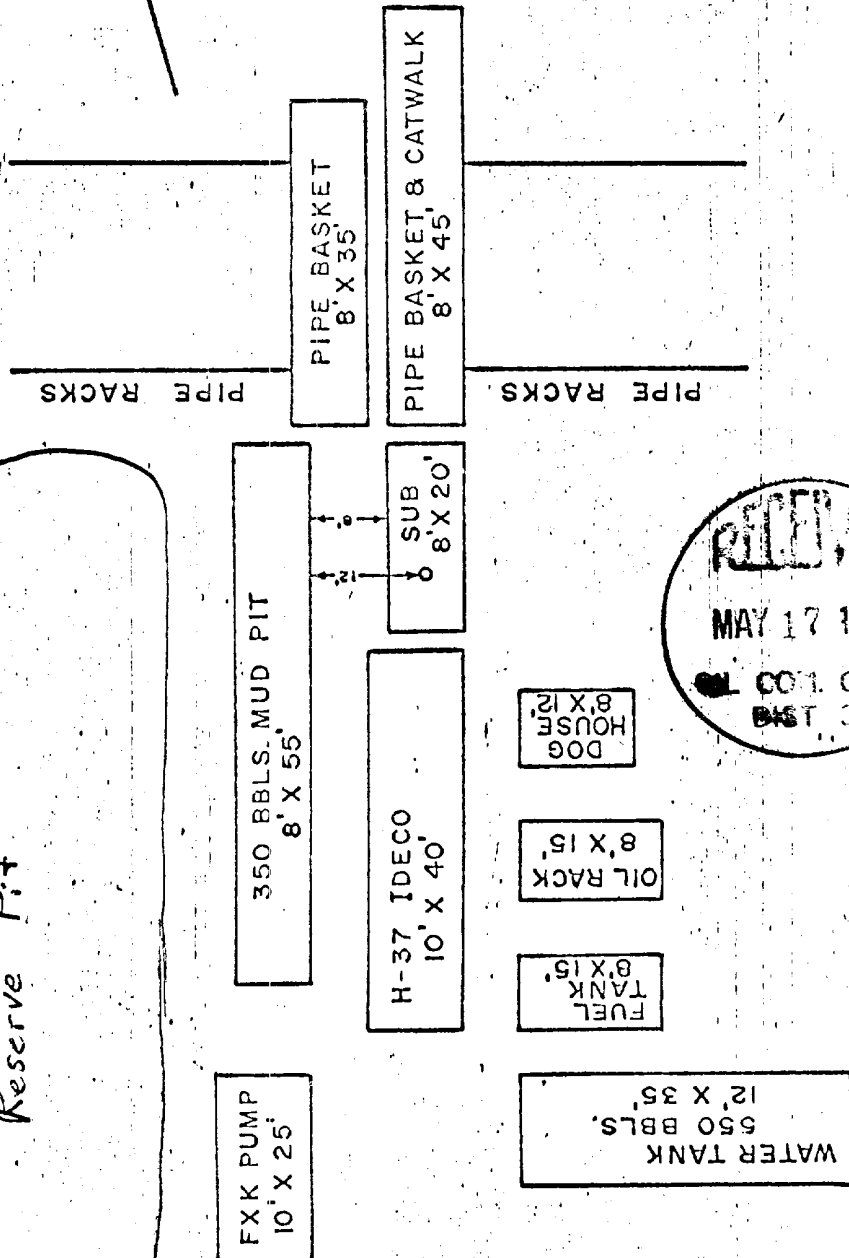 PIPE BASKET
8' X 35'
PIPE BASKET & CATWALK
8' X 45'
PIPE RACKS
PIPE RACKS
350 BBLS. MUD PIT
8' X 55'
8'
12'
SUB
8' X 20'
MAY 17
DIST. 3
DOG
HOUSE
8' X 12'
H-37 IDECO
10' X 40'
OIL RACK
8' X 15'
FUEL
TANK
8' X 15'
Reserve Pit
FXK PUMP
10' X 25'
WATER TANK
550 BBLS.
12' X 35'